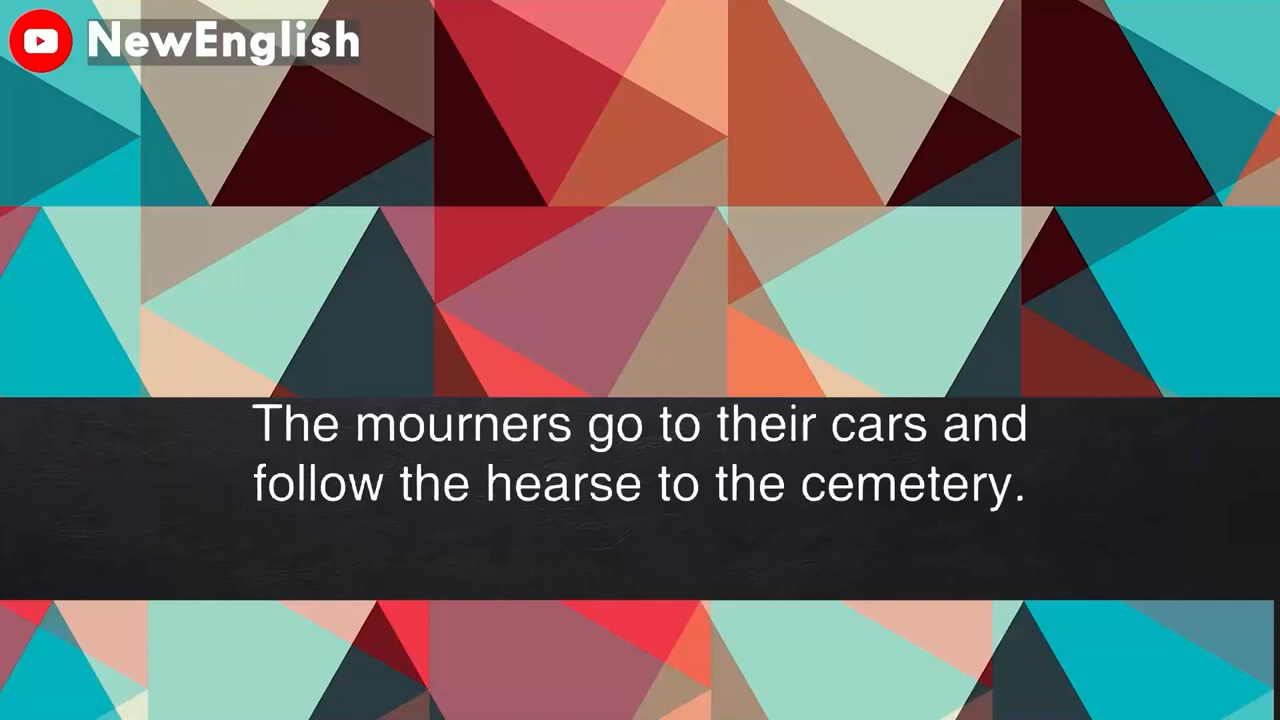 NewEnglish
The mourners go to their cars and
follow the hearse to the cemetery.